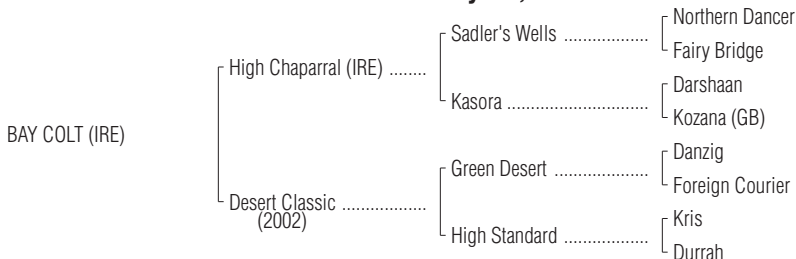 Northern Dancer
Sadler's Wells ..................
Fairy Bridge
High Chaparral (IRE) ........
Darshaan
Kasora ..............................
Kozana (GB)
BAY COLT (IRE)
Danzig
Green Desert ....................
Foreign Courier
Desert Classic ..................
(2002)
Kris
High Standard ..................
Durrah